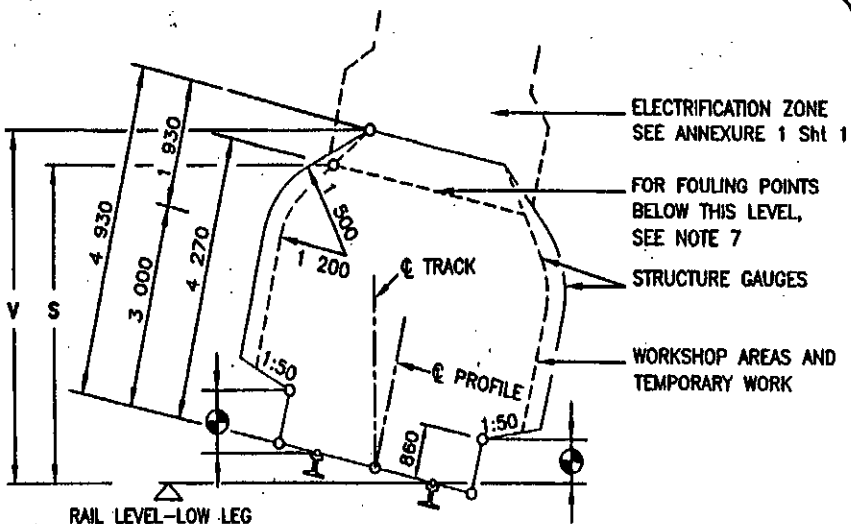 ELECTRIFICATION ZONE
SEE ANNEXURE 1 Sht 1
FOR FOULING POINTS
BELOW THIS LEVEL,
SEE NOTE 7
STRUCTURE GAUGES
WORKSHOP AREAS AND
TEMPORARY WORK
1 930
4 930
3 000
4 270
V
S
1 500
1 200
℄ TRACK
℄ PROFILE
1:50
1:50
860
RAIL LEVEL-LOW LEG